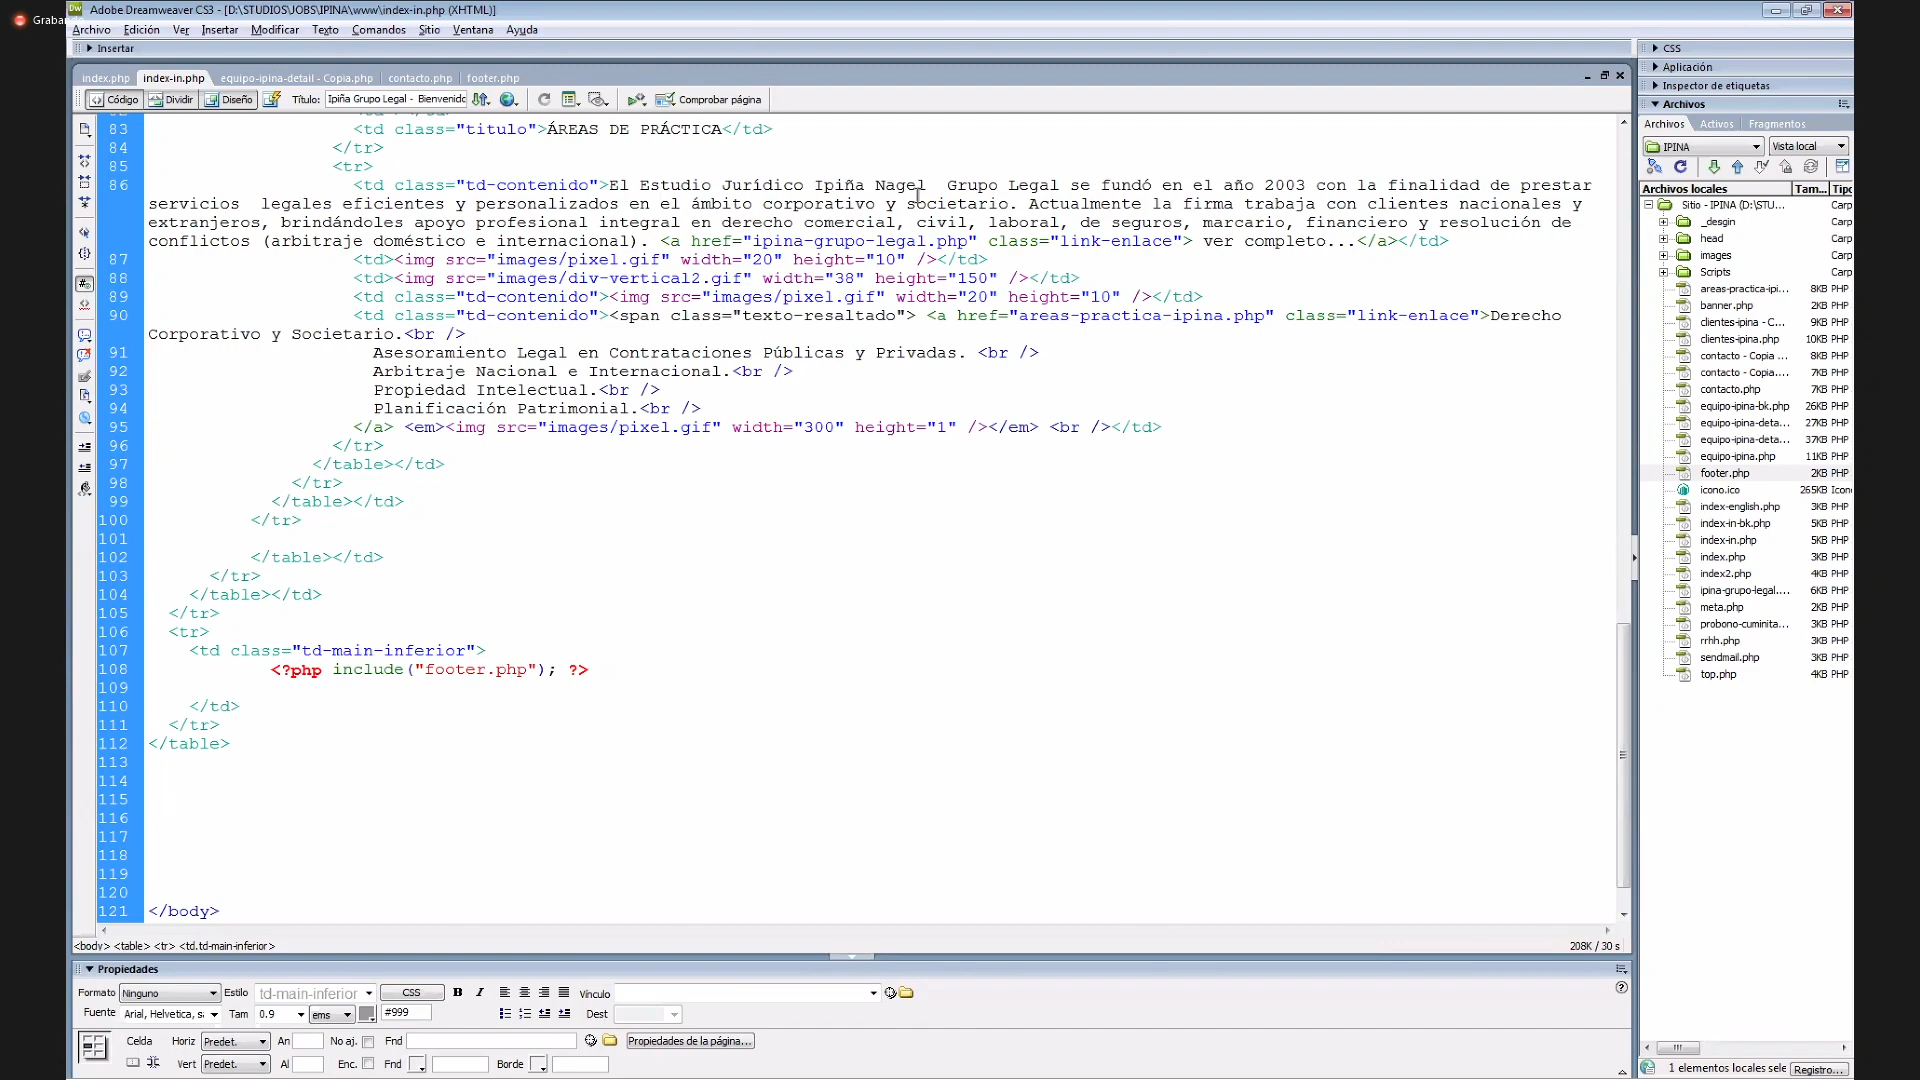 Graban
Adobe Dreamweaver CS3 - [D:\STUDIOS\JOBS\IPINA\www\index-in.php (XHTML)]
Archivo Edición Ver Insertar Modificar Texto Comandos Sitio Ventana Ayuda
Insertar
index.php index-in.php equipo-ipina-detail - Copia.php contacto.php footer.php
Código Dividir Diseño Título: Ipiña Grupo Legal - Bienvenido Comprobar página
83 <td class="titulo">ÁREAS DE PRÁCTICA</td>
84 </tr>
85 <tr>
86 <td class="td-contenido">El Estudio Jurídico Ipiña Nagel  Grupo Legal se fundó en el año 2003 con la finalidad de prestar
servicios  legales eficientes y personalizados en el ámbito corporativo y societario. Actualmente la firma trabaja con clientes nacionales y
extranjeros, brindándoles apoyo profesional integral en derecho comercial, civil, laboral, de seguros, marcario, financiero y resolución de
conflictos (arbitraje doméstico e internacional). <a href="ipina-grupo-legal.php" class="link-enlace"> ver completo...</a></td>
87 <td><img src="images/pixel.gif" width="20" height="10" /></td>
88 <td><img src="images/div-vertical2.gif" width="38" height="150" /></td>
89 <td class="td-contenido"><img src="images/pixel.gif" width="20" height="10" /></td>
90 <td class="td-contenido"><span class="texto-resaltado"> <a href="areas-practica-ipina.php" class="link-enlace">Derecho
Corporativo y Societario.<br />
91 Asesoramiento Legal en Contrataciones Públicas y Privadas. <br />
92 Arbitraje Nacional e Internacional.<br />
93 Propiedad Intelectual.<br />
94 Planificación Patrimonial.<br />
95 </a> <em><img src="images/pixel.gif" width="300" height="1" /></em> <br /></td>
96 </tr>
97 </table></td>
98 </tr>
99 </table></td>
100 </tr>
101
102 </table></td>
103 </tr>
104 </table></td>
105 </tr>
106 <tr>
107 <td class="td-main-inferior">
108 <?php include("footer.php"); ?>
109
110 </td>
111 </tr>
112 </table>
113
114
115
116
117
118
119
120
121 </body>
<body> <table> <tr> <td.td-main-inferior>
208K / 30 s
Propiedades
Formato Ninguno Estilo td-main-inferior CSS B I Vínculo
Fuente Arial, Helvetica, s Tam 0.9 ems #999 Dest
Celda Horiz Predet. An No aj. Fnd Propiedades de la página...
Vert Predet. Al Enc. Fnd Borde
CSS
Aplicación
Inspector de etiquetas
Archivos
Archivos Activos Fragmentos
IPINA Vista local
Archivos locales Tam... Tipo
Sitio - IPINA (D:\STU... Carp
_desgin Carp
head Carp
images Carp
Scripts Carp
areas-practica-ipi... 8KB PHP
banner.php 2KB PHP
clientes-ipina - C... 9KB PHP
clientes-ipina.php 10KB PHP
contacto - Copia ... 8KB PHP
contacto - Copia.... 7KB PHP
contacto.php 7KB PHP
equipo-ipina-bk.php 26KB PHP
equipo-ipina-deta... 27KB PHP
equipo-ipina-deta... 37KB PHP
equipo-ipina.php 11KB PHP
footer.php 2KB PHP
icono.ico 265KB Icon
index-english.php 3KB PHP
index-in-bk.php 5KB PHP
index-in.php 5KB PHP
index.php 3KB PHP
index2.php 4KB PHP
ipina-grupo-legal.... 6KB PHP
meta.php 2KB PHP
probono-cuminita... 3KB PHP
rrhh.php 3KB PHP
sendmail.php 3KB PHP
top.php 4KB PHP
1 elementos locales sele Registro...